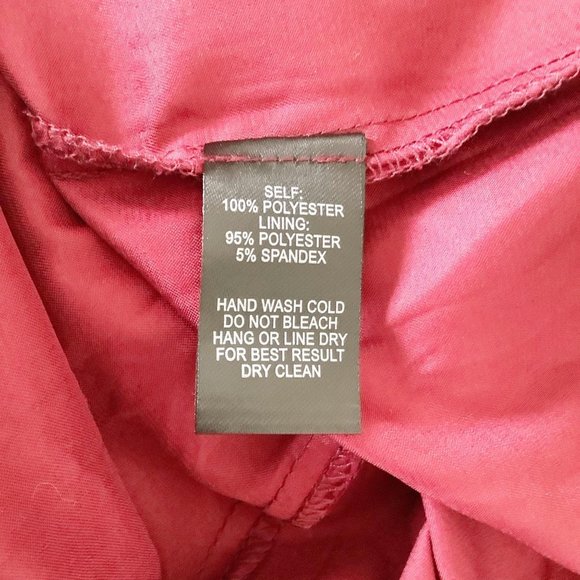 SELF:
100% POLYESTER
LINING:
95% POLYESTER
5% SPANDEX
HAND WASH COLD
DO NOT BLEACH
HANG OR LINE DRY
FOR BEST RESULT
DRY CLEAN